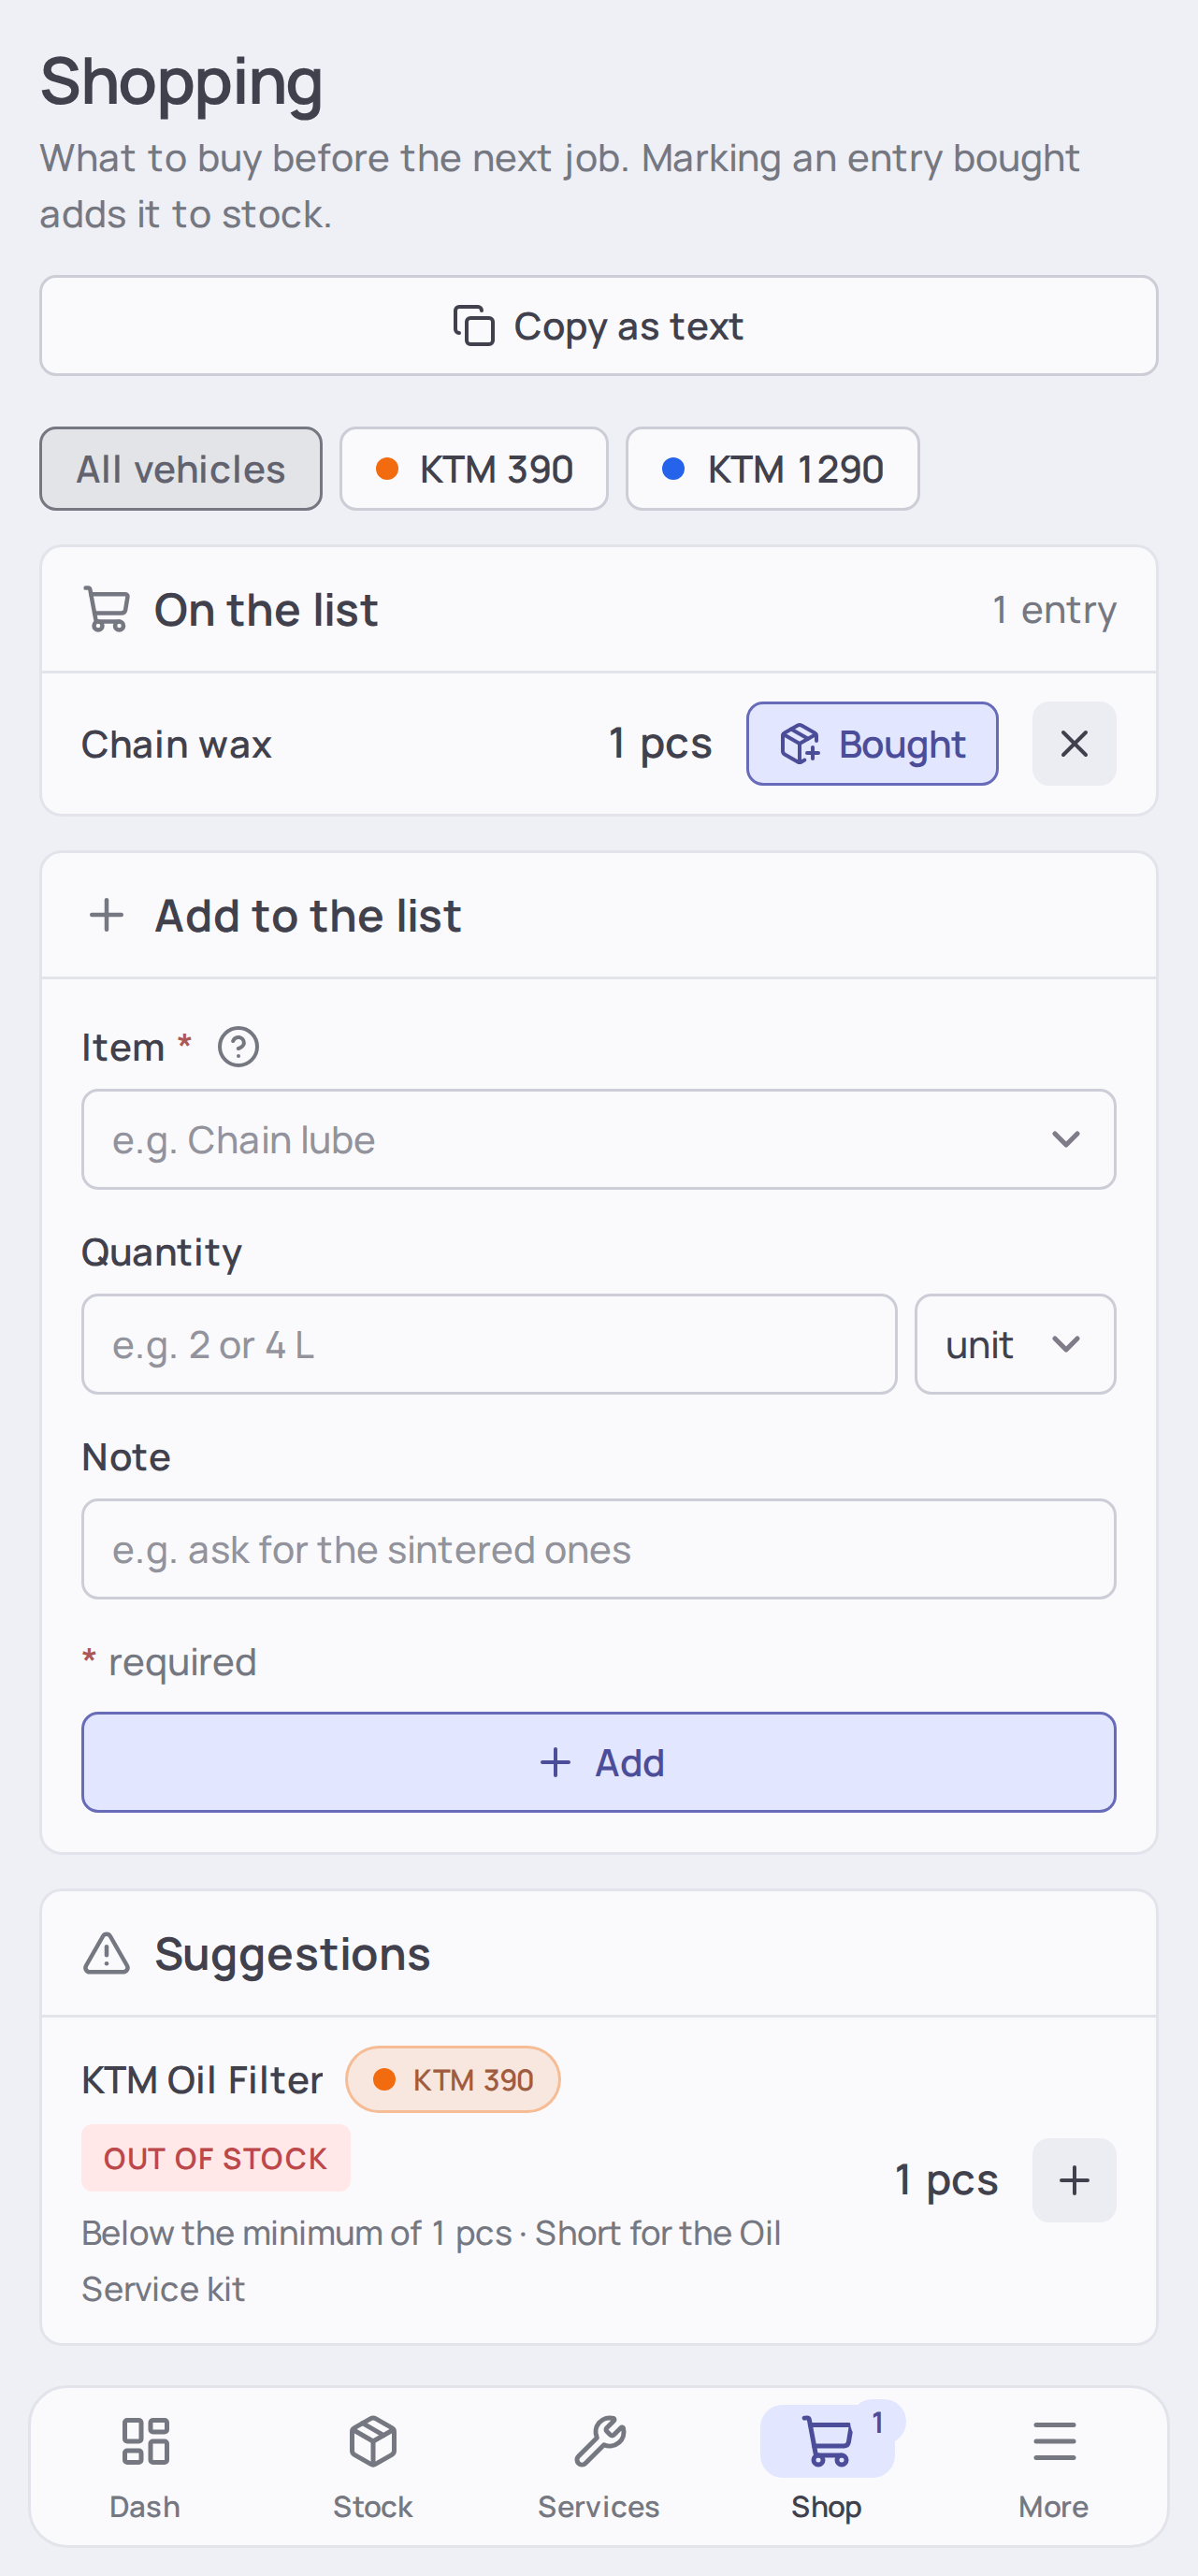 Shopping
What to buy before the next job. Marking an entry bought
adds it to stock.
Copy as text
All vehicles
KTM 390
KTM 1290
On the list
1 entry
Chain wax
1 pcs
Bought
Add to the list
Item *
e.g. Chain lube
Quantity
e.g. 2 or 4 L
unit
Note
e.g. ask for the sintered ones
* required
Add
Suggestions
KTM Oil Filter
KTM 390
OUT OF STOCK
1 pcs
Below the minimum of 1 pcs · Short for the Oil
Service kit
1
Dash
Stock
Services
Shop
More